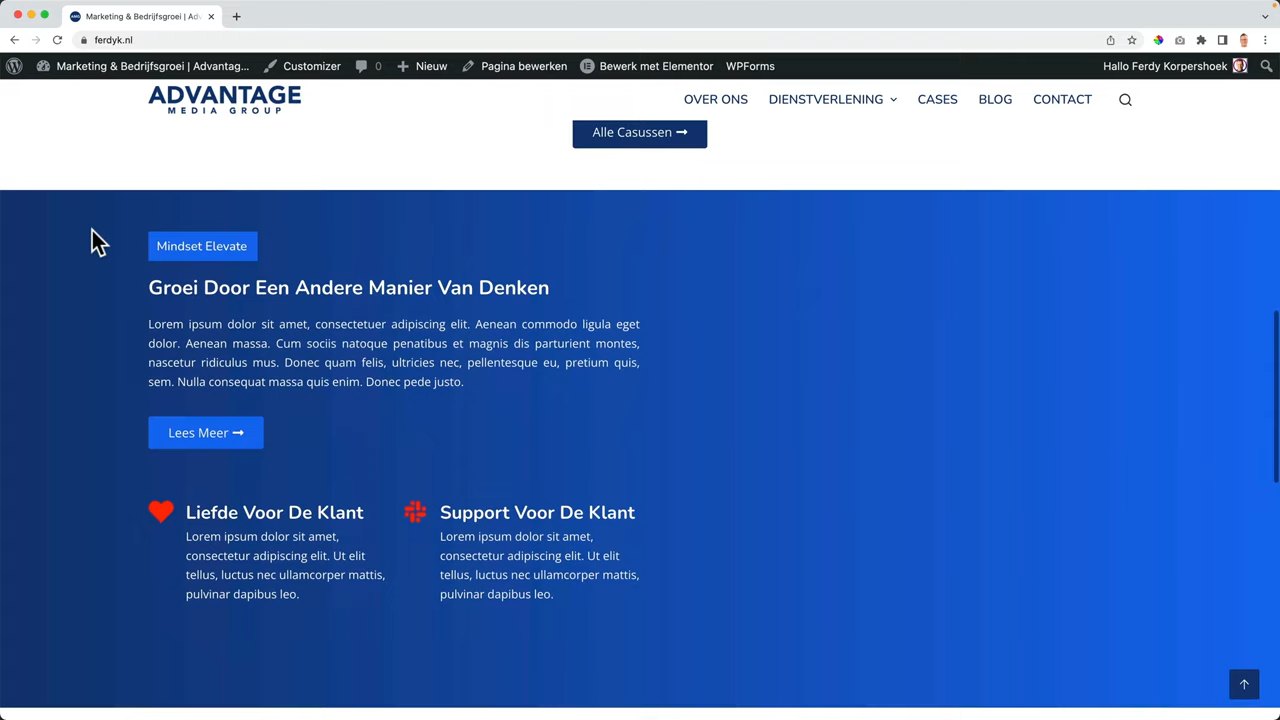 Marketing & Bedrijfsgroei | Adv
ferdyk.nl
Marketing & Bedrijfsgroei | Advantag... Customizer 0 Nieuw Pagina bewerken Bewerk met Elementor WPForms Hallo Ferdy Korpershoek
ADVANTAGE
MEDIA GROUP
OVER ONS DIENSTVERLENING CASES BLOG CONTACT
Alle Casussen
Mindset Elevate
Groei Door Een Andere Manier Van Denken
Lorem ipsum dolor sit amet, consectetuer adipiscing elit. Aenean commodo ligula eget
dolor. Aenean massa. Cum sociis natoque penatibus et magnis dis parturient montes,
nascetur ridiculus mus. Donec quam felis, ultricies nec, pellentesque eu, pretium quis,
sem. Nulla consequat massa quis enim. Donec pede justo.
Lees Meer
Liefde Voor De Klant
Lorem ipsum dolor sit amet,
consectetur adipiscing elit. Ut elit
tellus, luctus nec ullamcorper mattis,
pulvinar dapibus leo.
Support Voor De Klant
Lorem ipsum dolor sit amet,
consectetur adipiscing elit. Ut elit
tellus, luctus nec ullamcorper mattis,
pulvinar dapibus leo.